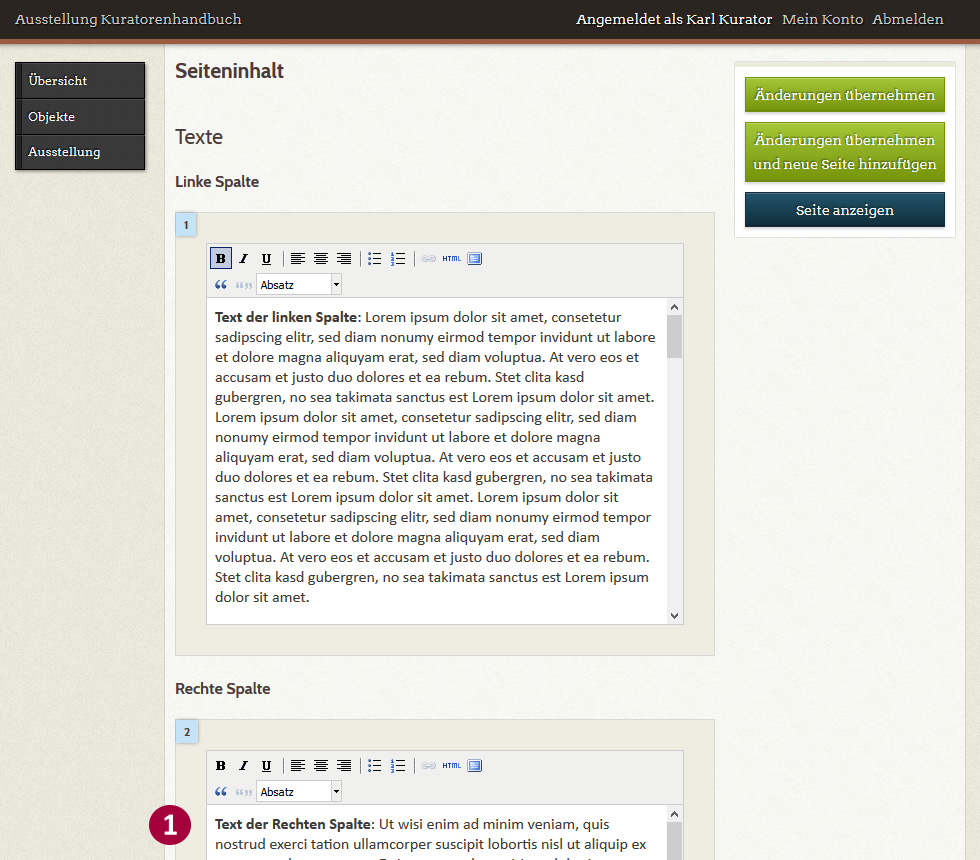 Ausstellung Kuratorenhandbuch
Angemeldet als Karl Kurator Mein Konto Abmelden
Übersicht
Objekte
Ausstellung
Seiteninhalt
Texte
Linke Spalte
1
B I U HTML
Absatz
Text der linken Spalte: Lorem ipsum dolor sit amet, consetetur
sadipscing elitr, sed diam nonumy eirmod tempor invidunt ut labore
et dolore magna aliquyam erat, sed diam voluptua. At vero eos et
accusam et justo duo dolores et ea rebum. Stet clita kasd
gubergren, no sea takimata sanctus est Lorem ipsum dolor sit amet.
Lorem ipsum dolor sit amet, consetetur sadipscing elitr, sed diam
nonumy eirmod tempor invidunt ut labore et dolore magna
aliquyam erat, sed diam voluptua. At vero eos et accusam et justo
duo dolores et ea rebum. Stet clita kasd gubergren, no sea takimata
sanctus est Lorem ipsum dolor sit amet. Lorem ipsum dolor sit
amet, consetetur sadipscing elitr, sed diam nonumy eirmod tempor
invidunt ut labore et dolore magna aliquyam erat, sed diam
voluptua. At vero eos et accusam et justo duo dolores et ea rebum.
Stet clita kasd gubergren, no sea takimata sanctus est Lorem ipsum
dolor sit amet.
Rechte Spalte
2
B I U HTML
Absatz
1
Text der Rechten Spalte: Ut wisi enim ad minim veniam, quis
nostrud exerci tation ullamcorper suscipit lobortis nisl ut aliquip ex
Änderungen übernehmen
Änderungen übernehmen
und neue Seite hinzufügen
Seite anzeigen